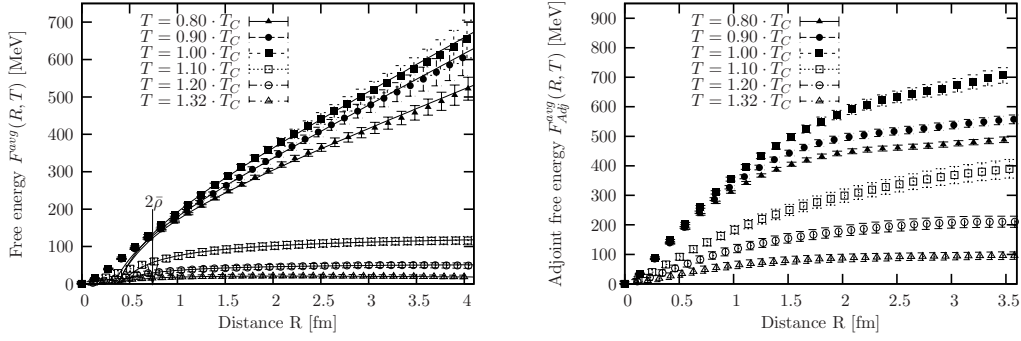 Free energy F^{avg}(R, T) [MeV]
700
600
500
400
300
200
100
0
T = 0.80 · T_C
T = 0.90 · T_C
T = 1.00 · T_C
T = 1.10 · T_C
T = 1.20 · T_C
T = 1.32 · T_C
2ρ̄
0 0.5 1 1.5 2 2.5 3 3.5 4
Distance R [fm]
Adjoint free energy F^{avg}_{Adj}(R, T) [MeV]
900
800
700
600
500
400
300
200
100
0
T = 0.80 · T_C
T = 0.90 · T_C
T = 1.00 · T_C
T = 1.10 · T_C
T = 1.20 · T_C
T = 1.32 · T_C
0 0.5 1 1.5 2 2.5 3 3.5
Distance R [fm]